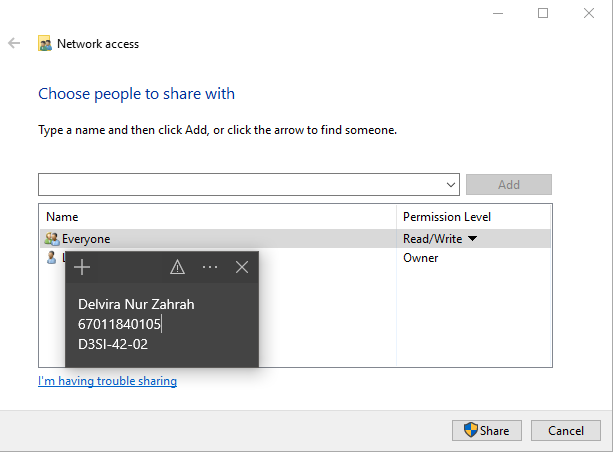 Network access
Choose people to share with
Type a name and then click Add, or click the arrow to find someone.
Add
Name Permission Level
Everyone Read/Write
Owner
Delvira Nur Zahrah
67011840105
D3SI-42-02
I'm having trouble sharing
Share Cancel